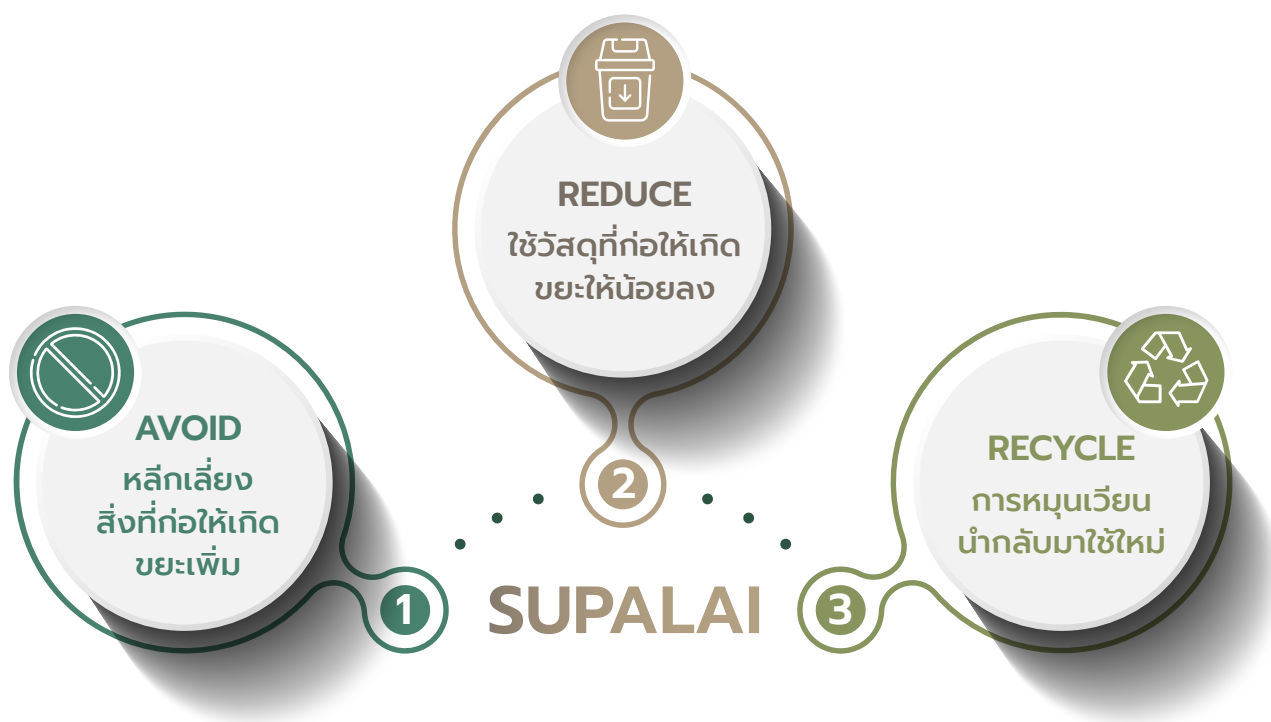 AVOID
หลีกเลี่ยง
สิ่งที่ก่อให้เกิด
ขยะเพิ่ม
1
REDUCE
ใช้วัสดุที่ก่อให้เกิด
ขยะให้น้อยลง
2
RECYCLE
การหมุนเวียน
นำกลับมาใช้ใหม่
3
SUPALAI